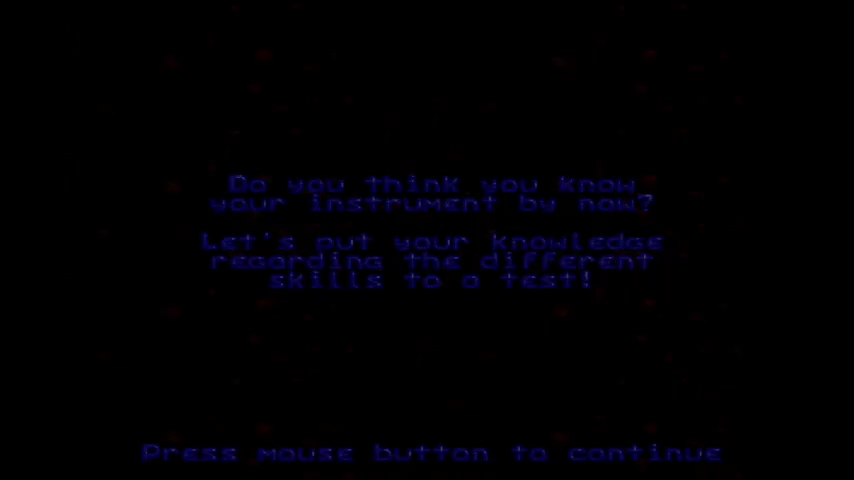 Do you think you know
your instrument by now?
Let's put your knowledge
regarding the different
skills to a test!
Press mouse button to continue